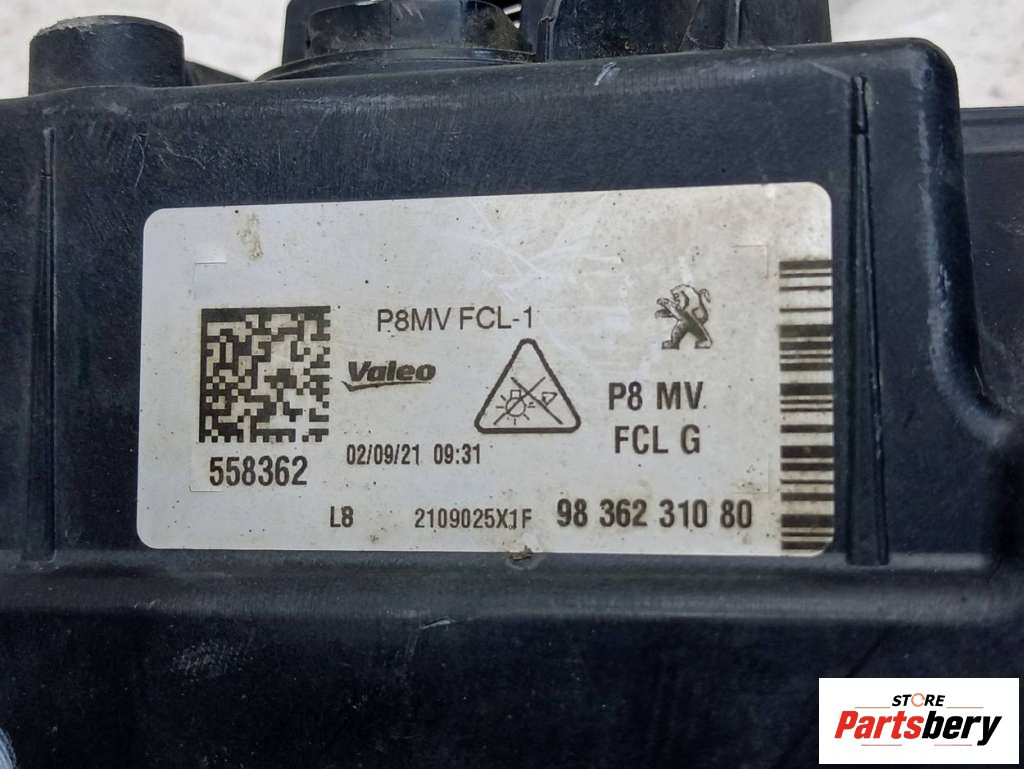 P8MV FCL-1
Valeo
P8 MV
FCL G
02/09/21 09:31
558362
L8 2109025X1F 98 362 310 80
STORE
Partsbery